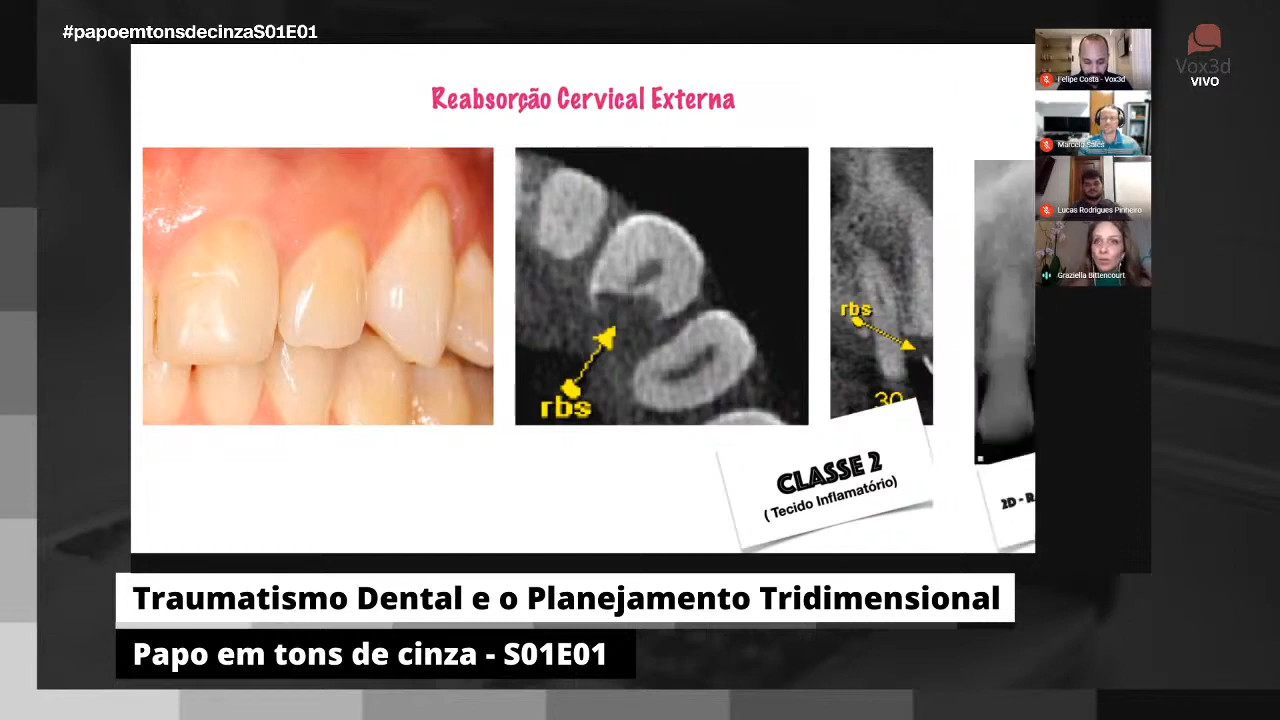 #papoemtonsdecinzaS01E01
Vox3d
VIVO
Felipe Costa - Vox3d
Marcelo Sales
Lucas Rodrigues Pinheiro
Graziella Bittencourt
Reabsorção Cervical Externa
rbs
rbs
30
CLASSE 2
( Tecido Inflamatório)
2D - R
Traumatismo Dental e o Planejamento Tridimensional
Papo em tons de cinza - S01E01